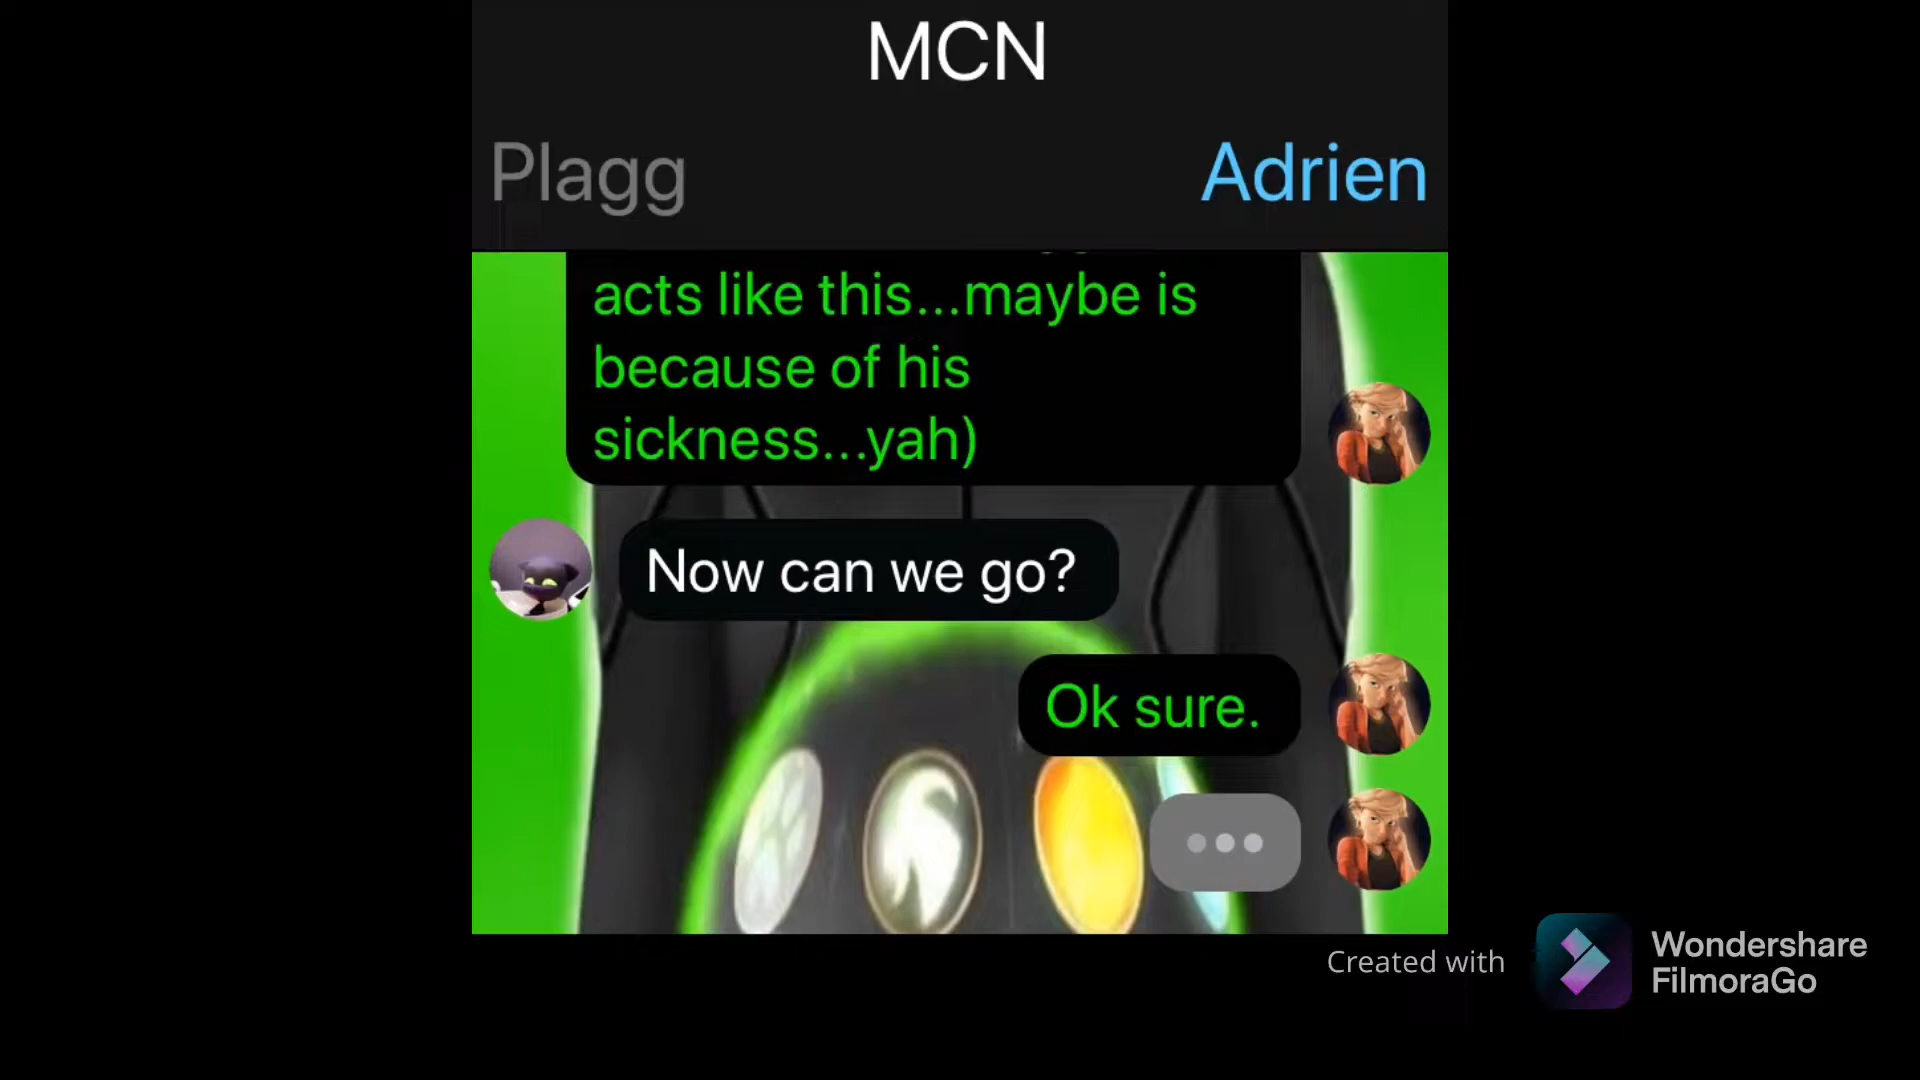 MCN
Plagg
Adrien
acts like this...maybe is
because of his
sickness...yah)
Now can we go?
Ok sure.
Created with
Wondershare
FilmoraGo